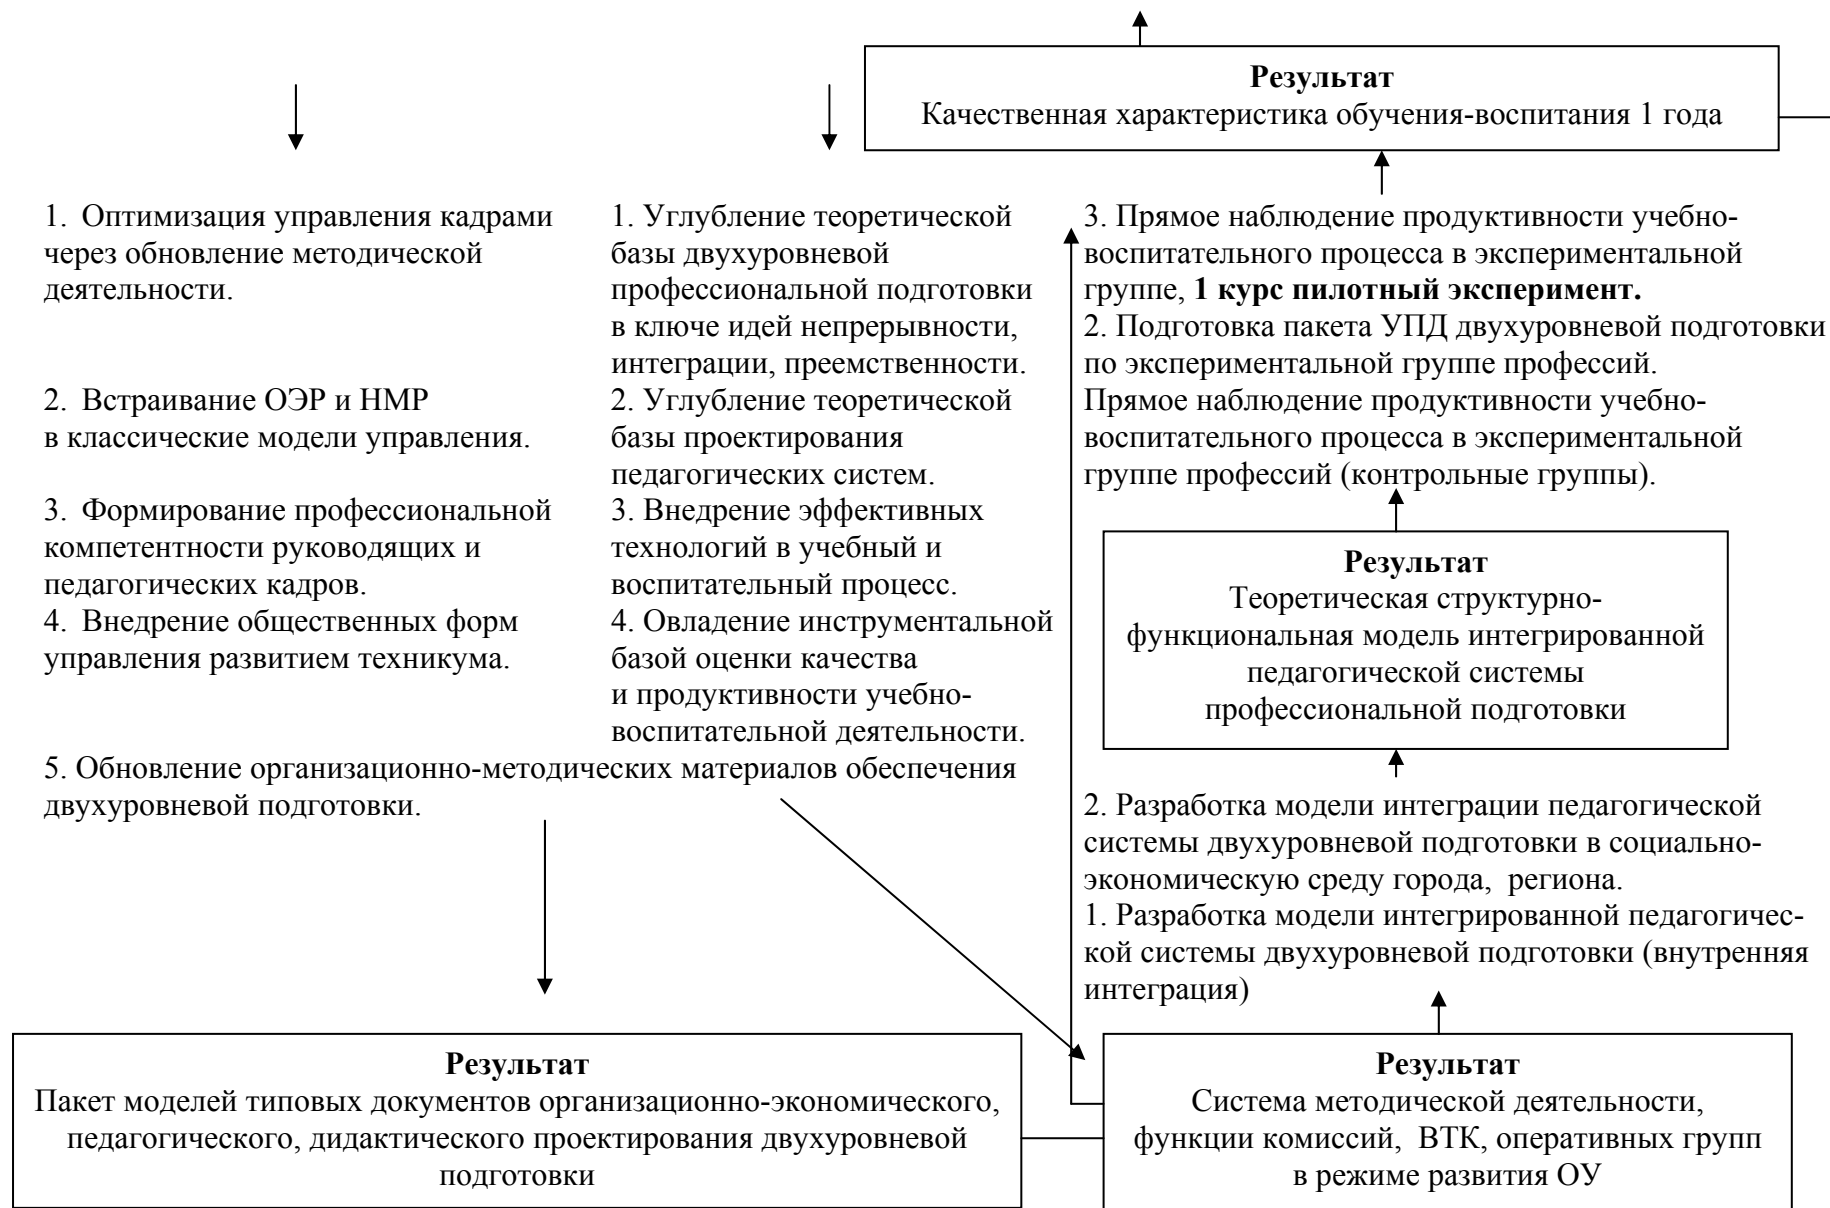 Результат
Качественная характеристика обучения-воспитания 1 года
1. Оптимизация управления кадрами
через обновление методической
деятельности.
2. Встраивание ОЭР и НМР
в классические модели управления.
3. Формирование профессиональной
компетентности руководящих и
педагогических кадров.
4. Внедрение общественных форм
управления развитием техникума.
1. Углубление теоретической
базы двухуровневой
профессиональной подготовки
в ключе идей непрерывности,
интеграции, преемственности.
2. Углубление теоретической
базы проектирования
педагогических систем.
3. Внедрение эффективных
технологий в учебный и
воспитательный процесс.
4. Овладение инструментальной
базой оценки качества
и продуктивности учебно-
воспитательной деятельности.
5. Обновление организационно-методических материалов обеспечения
двухуровневой подготовки.
3. Прямое наблюдение продуктивности учебно-
воспитательного процесса в экспериментальной
группе, 1 курс пилотный эксперимент.
2. Подготовка пакета УПД двухуровневой подготовки
по экспериментальной группе профессий.
Прямое наблюдение продуктивности учебно-
воспитательного процесса в экспериментальной
группе профессий (контрольные группы).
Результат
Теоретическая структурно-
функциональная модель интегрированной
педагогической системы
профессиональной подготовки
2. Разработка модели интеграции педагогической
системы двухуровневой подготовки в социально-
экономическую среду города, региона.
1. Разработка модели интегрированной педагогичес-
кой системы двухуровневой подготовки (внутренняя
интеграция)
Результат
Пакет моделей типовых документов организационно-экономического,
педагогического, дидактического проектирования двухуровневой
подготовки
Результат
Система методической деятельности,
функции комиссий, ВТК, оперативных групп
в режиме развития ОУ